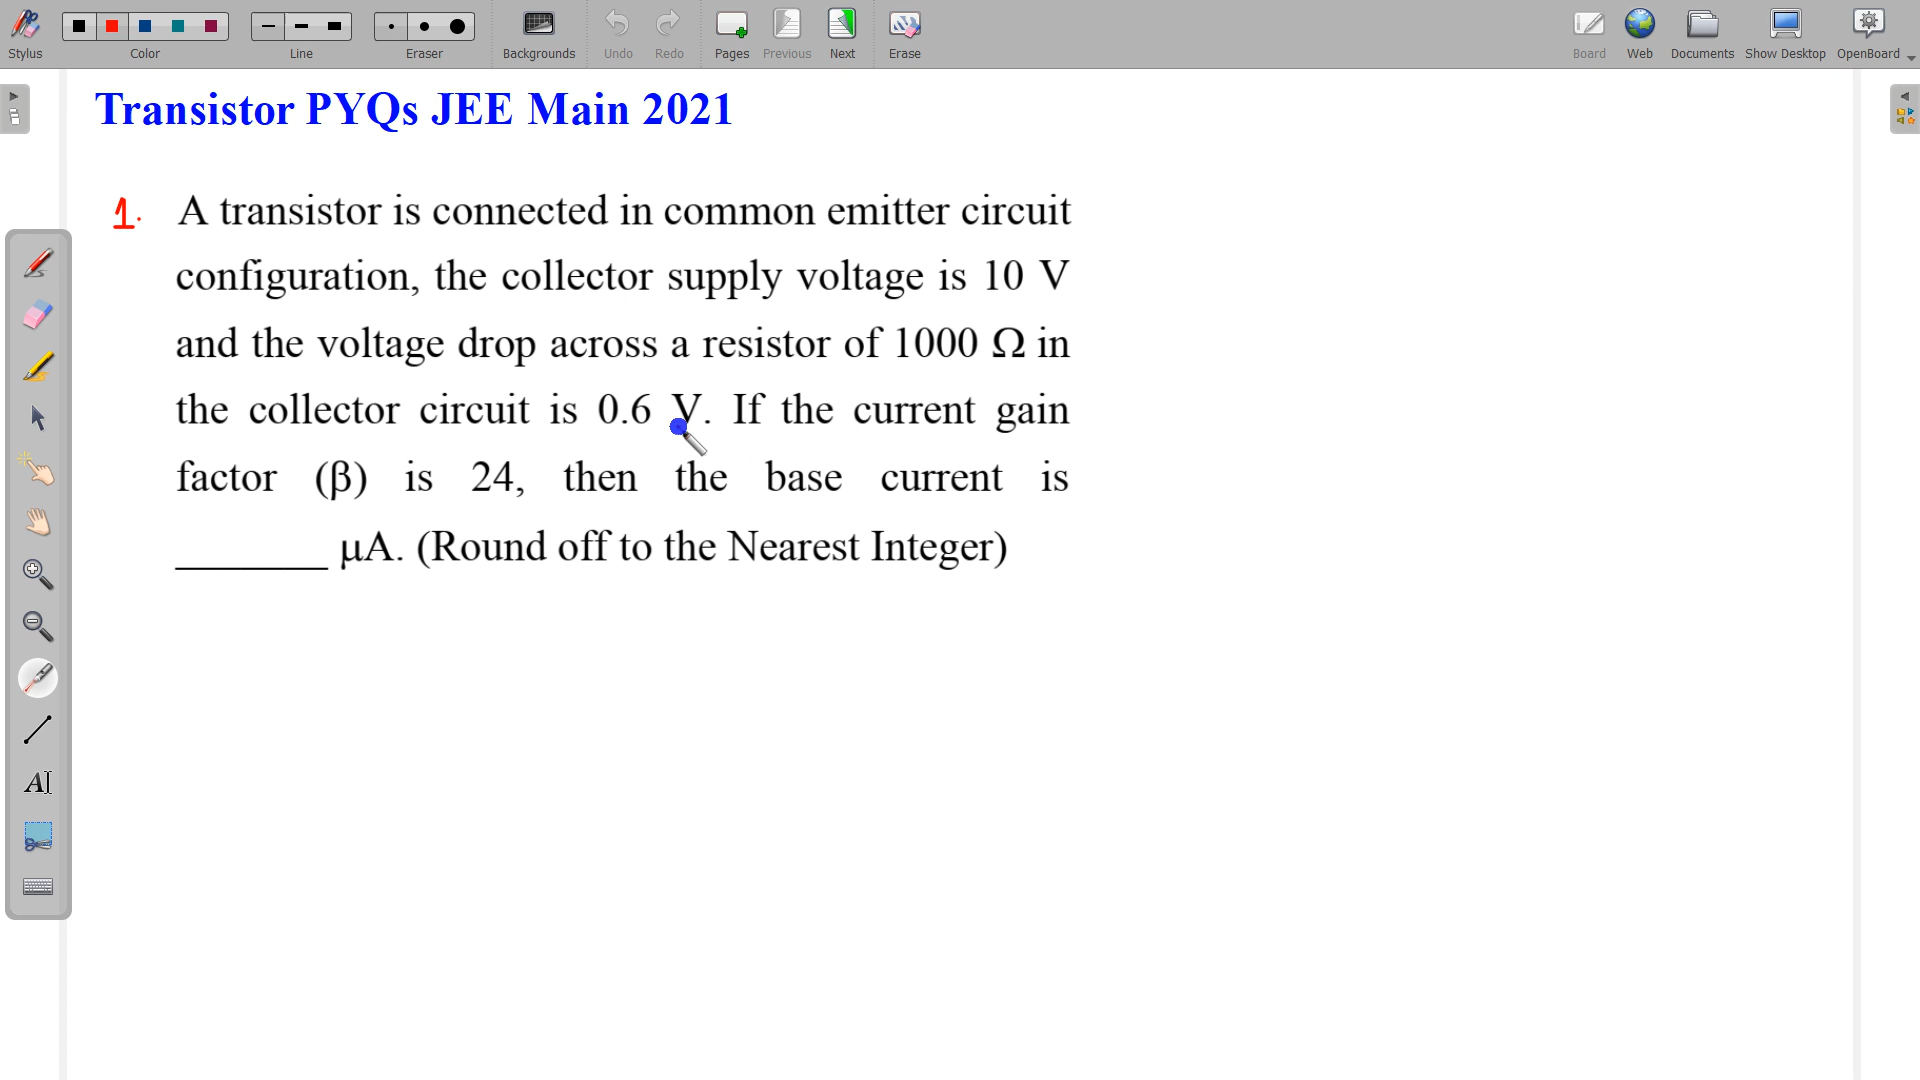 Stylus Color Line Eraser Backgrounds Undo Redo Pages Previous Next Erase Board Web Documents Show Desktop OpenBoard
Transistor PYQs JEE Main 2021
1. A transistor is connected in common emitter circuit
configuration, the collector supply voltage is 10 V
and the voltage drop across a resistor of 1000 Ω in
the collector circuit is 0.6 V. If the current gain
factor (β) is 24, then the base current is
________ μA. (Round off to the Nearest Integer)
AI